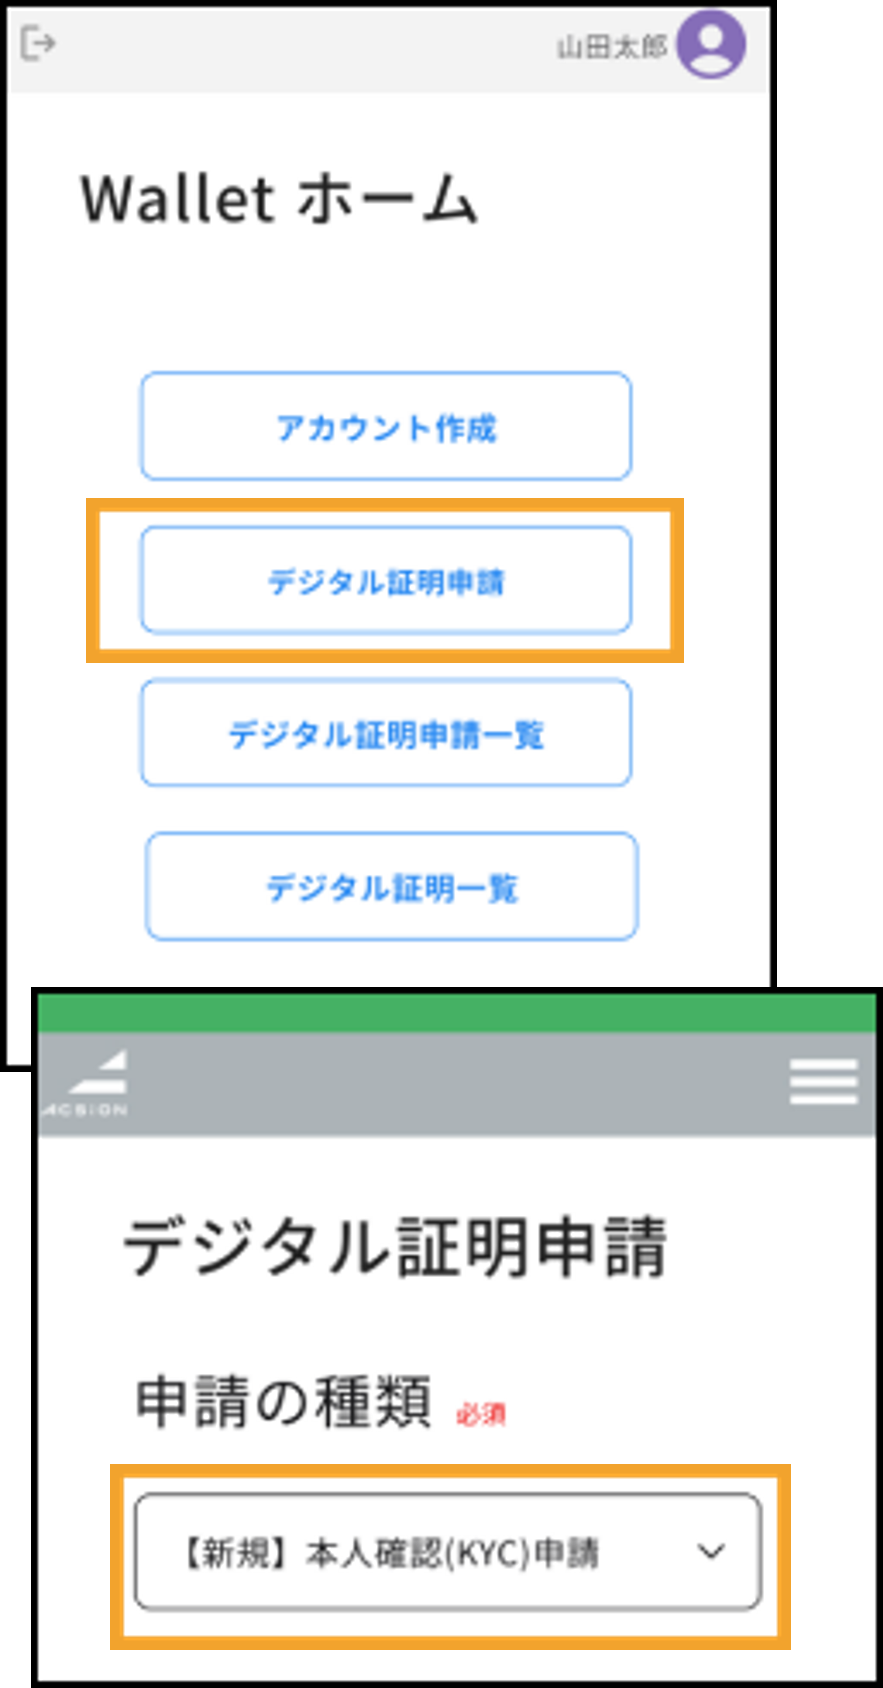 山田太郎
Wallet ホーム
アカウント作成
デジタル証明申請
デジタル証明申請一覧
デジタル証明一覧
ACSiON
デジタル証明申請
申請の種類 必須
【新規】本人確認(KYC)申請